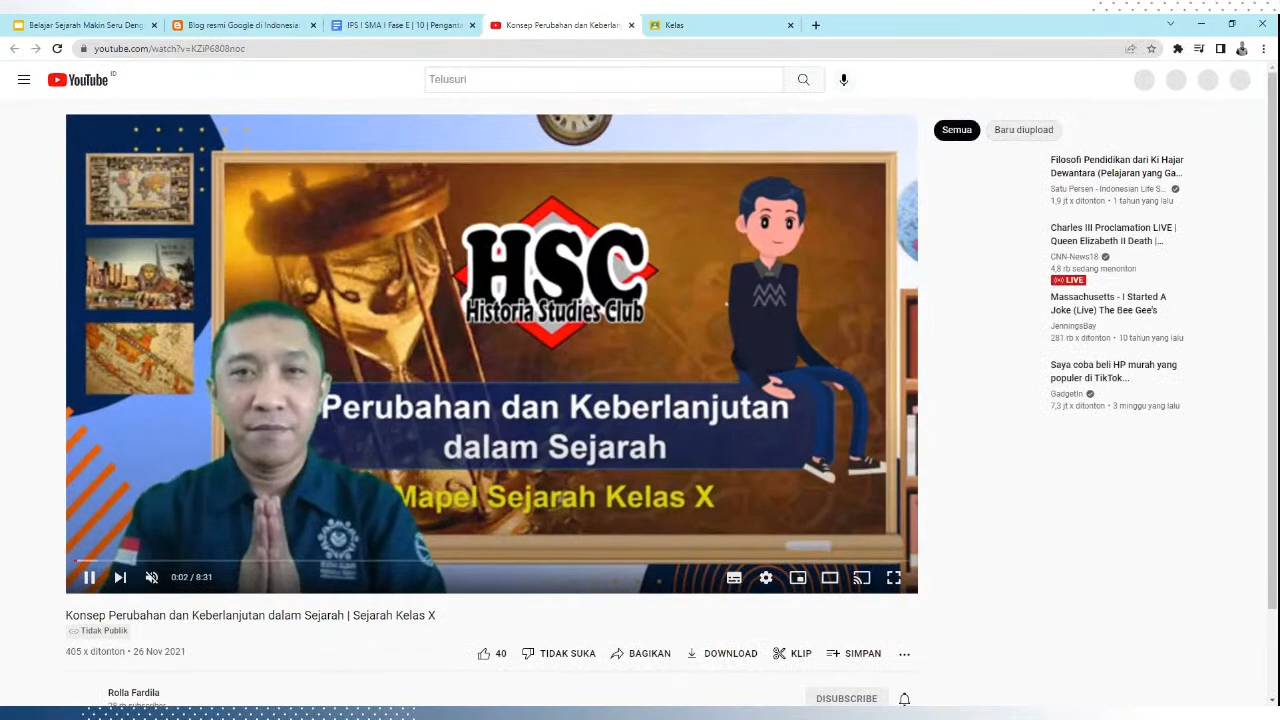 Belajar Sejarah Makin Seru Deng
Blog resmi Google di Indonesia:
IPS I SMA I Fase E | 10 | Penganta
Konsep Perubahan dan Keberlan
Kelas
youtube.com/watch?v=KZiP6808noc
YouTube ID
Telusuri
Semua
Baru diupload
HSC
Historia Studies Club
Perubahan dan Keberlanjutan
dalam Sejarah
Mapel Sejarah Kelas X
0:02 / 8:31
Filosofi Pendidikan dari Ki Hajar
Dewantara (Pelajaran yang Ga...
Satu Persen - Indonesian Life S...
1,9 jt x ditonton • 1 tahun yang lalu
Charles III Proclamation LIVE |
Queen Elizabeth II Death |...
CNN-News18
4,8 rb sedang menonton
LIVE
Massachusetts - I Started A
Joke (Live) The Bee Gee's
JenningsBay
281 rb x ditonton • 10 tahun yang lalu
Saya coba beli HP murah yang
populer di TikTok...
GadgetIn
7,3 jt x ditonton • 3 minggu yang lalu
Konsep Perubahan dan Keberlanjutan dalam Sejarah | Sejarah Kelas X
Tidak Publik
405 x ditonton • 26 Nov 2021
40
TIDAK SUKA
BAGIKAN
DOWNLOAD
KLIP
SIMPAN
Rolla Fardila
28 rb subscriber
DISUBSCRIBE